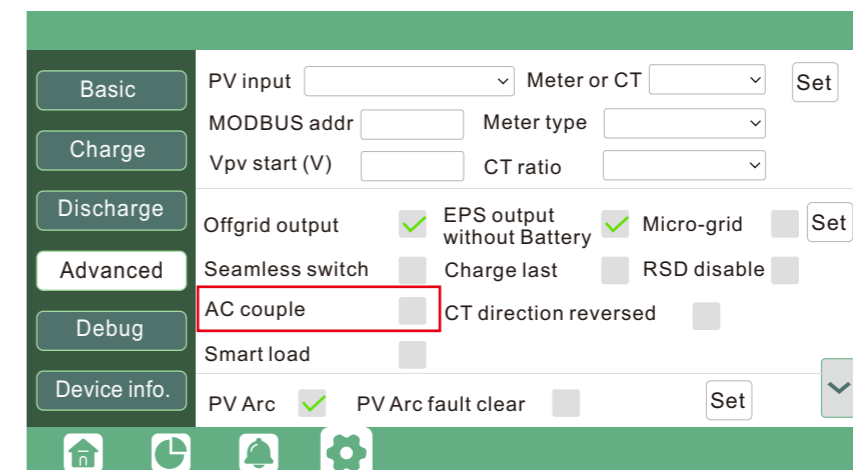 Basic
Charge
Discharge
Advanced
Debug
Device info.
PV input Meter or CT Set
MODBUS addr Meter type
Vpv start (V) CT ratio
Offgrid output EPS output without Battery Micro-grid Set
Seamless switch Charge last RSD disable
AC couple CT direction reversed
Smart load
PV Arc PV Arc fault clear Set